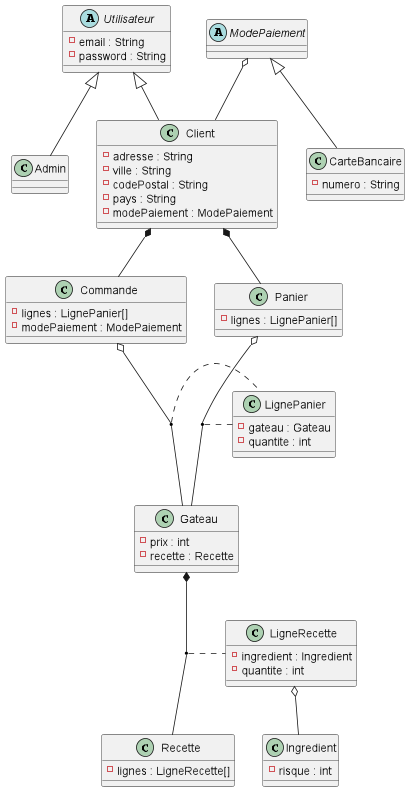 A Utilisateur
email : String
password : String
A ModePaiement
C Admin
C Client
adresse : String
ville : String
codePostal : String
pays : String
modePaiement : ModePaiement
C CarteBancaire
numero : String
C Commande
lignes : LignePanier[]
modePaiement : ModePaiement
C Panier
lignes : LignePanier[]
C LignePanier
gateau : Gateau
quantite : int
C Gateau
prix : int
recette : Recette
C LigneRecette
ingredient : Ingredient
quantite : int
C Recette
lignes : LigneRecette[]
C Ingredient
risque : int